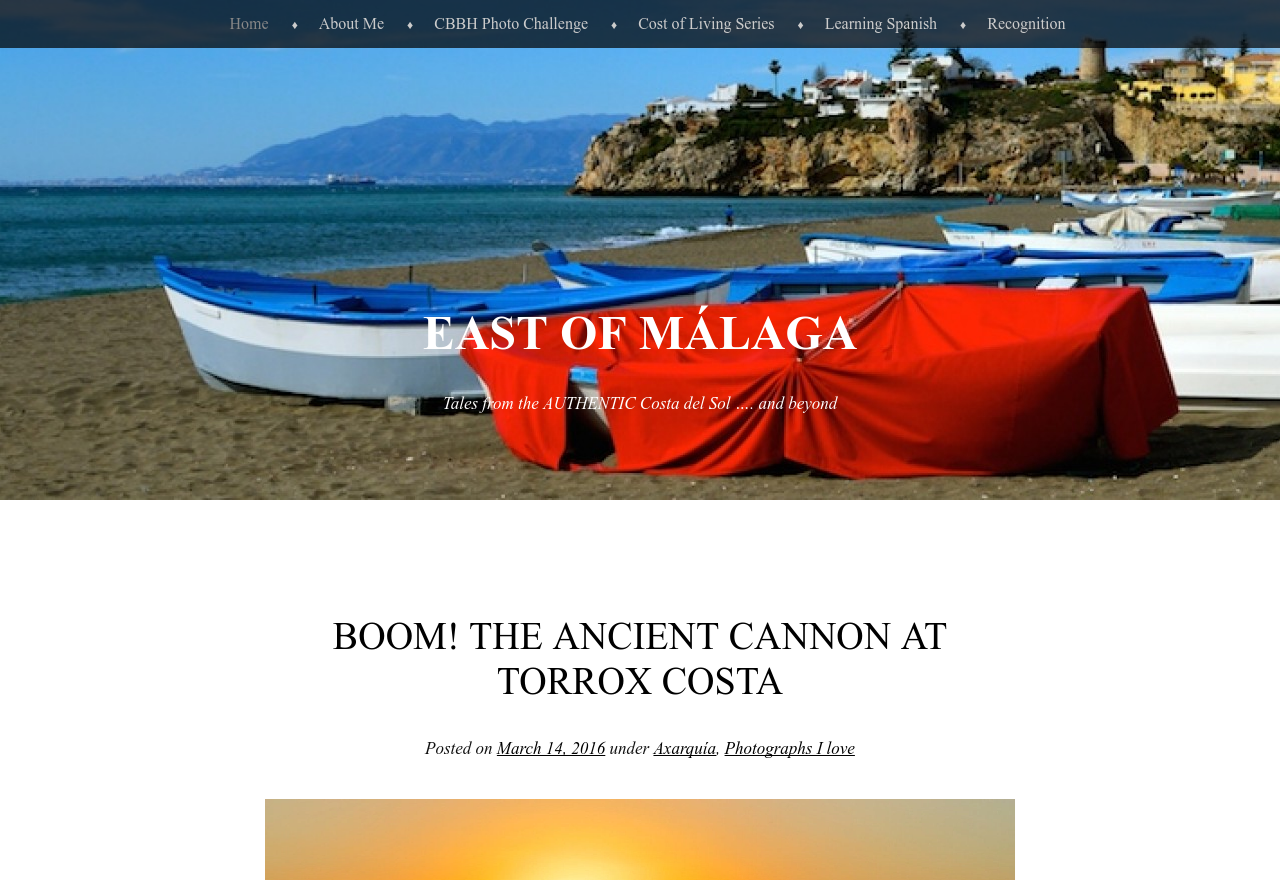 Home ♦ About Me ♦ CBBH Photo Challenge ♦ Cost of Living Series ♦ Learning Spanish ♦ Recognition
EAST OF MÁLAGA
Tales from the AUTHENTIC Costa del Sol .... and beyond
BOOM! THE ANCIENT CANNON AT
TORROX COSTA
Posted on March 14, 2016 under Axarquía, Photographs I love